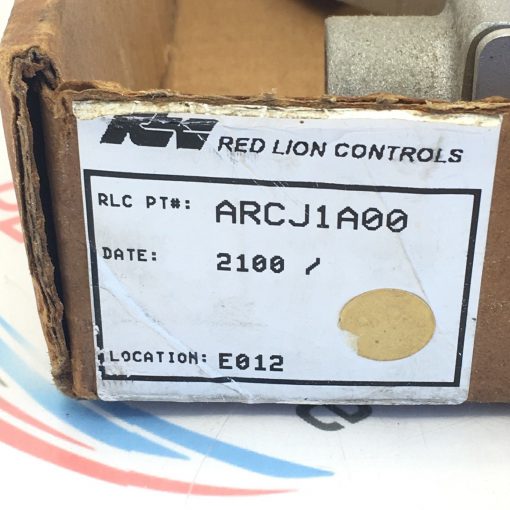 RED LION CONTROLS
RLC PT#: ARCJ1A00
DATE: 2100 /
LOCATION: E012